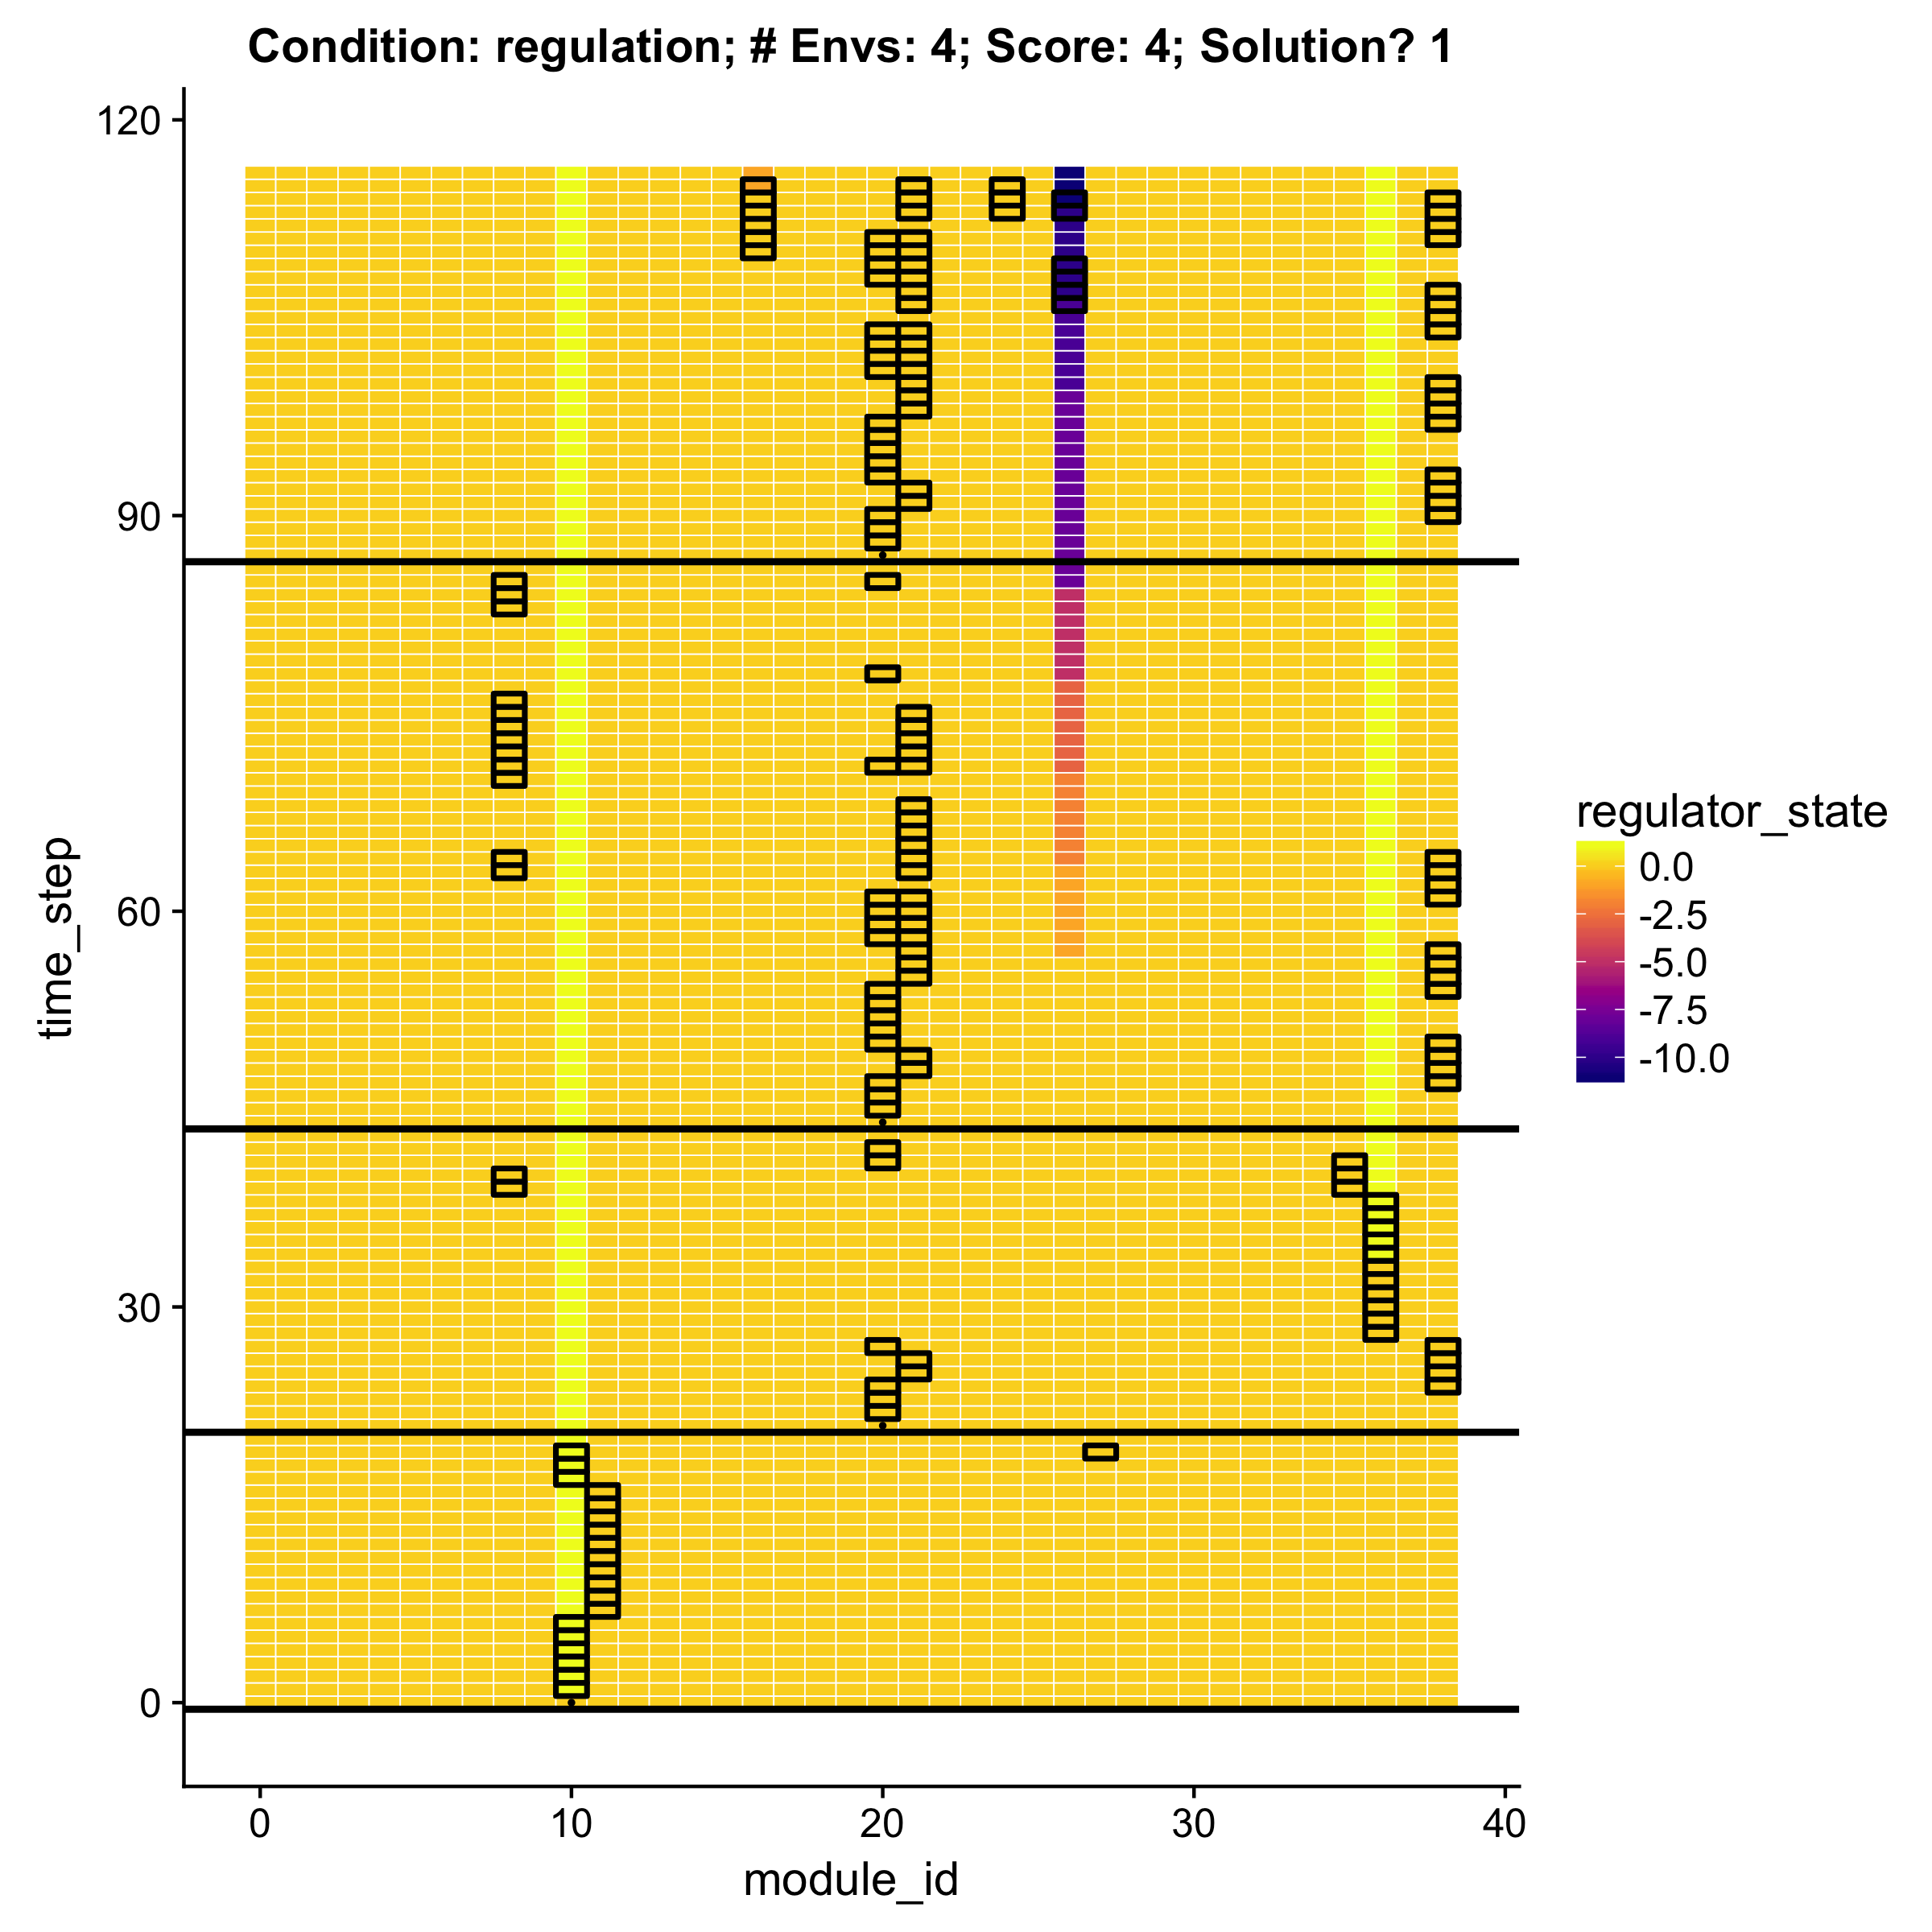 Condition: regulation; # Envs: 4; Score: 4; Solution? 1
120
90
60
30
0
time_step
0 10 20 30 40
module_id
regulator_state
0.0
-2.5
-5.0
-7.5
-10.0